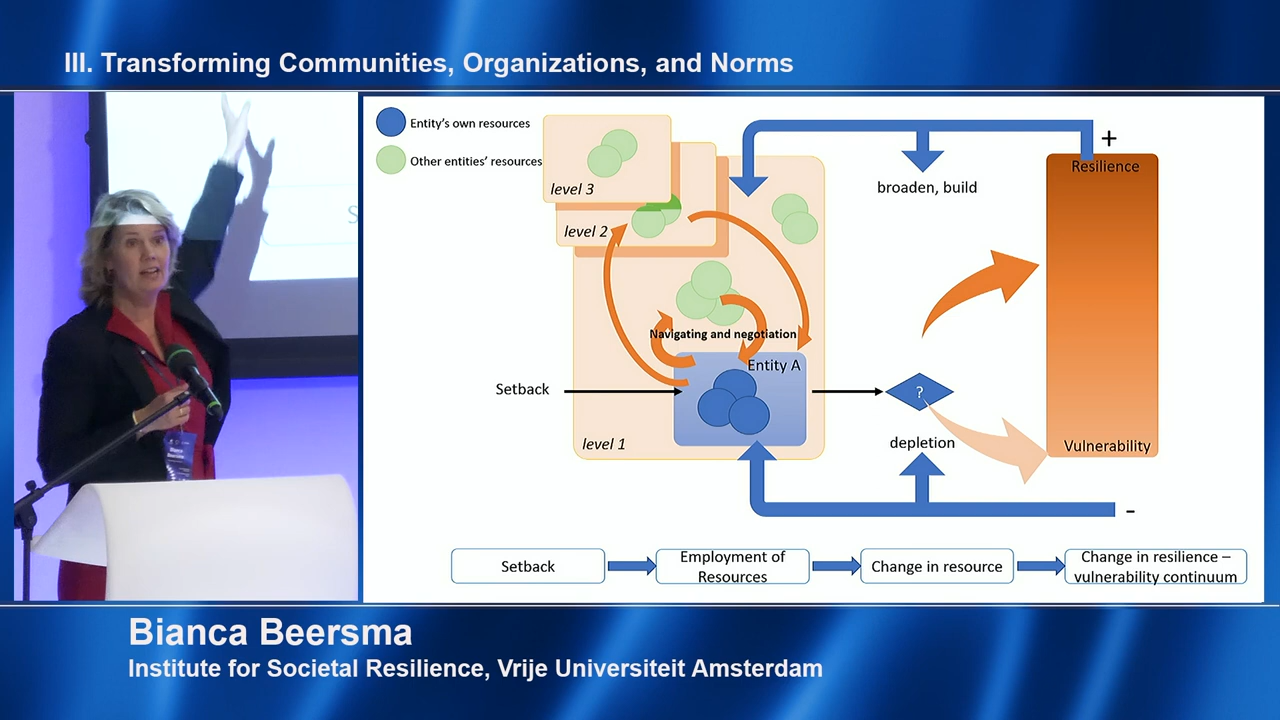 III. Transforming Communities, Organizations, and Norms
Entity's own resources
Other entities' resources
level 3
level 2
Navigating and negotiation
Entity A
Setback
level 1
?
broaden, build
depletion
+
Resilience
Vulnerability
-
Setback
Employment of
Resources
Change in resource
Change in resilience –
vulnerability continuum
S
Bianca
Beersma
Bianca Beersma
Institute for Societal Resilience, Vrije Universiteit Amsterdam